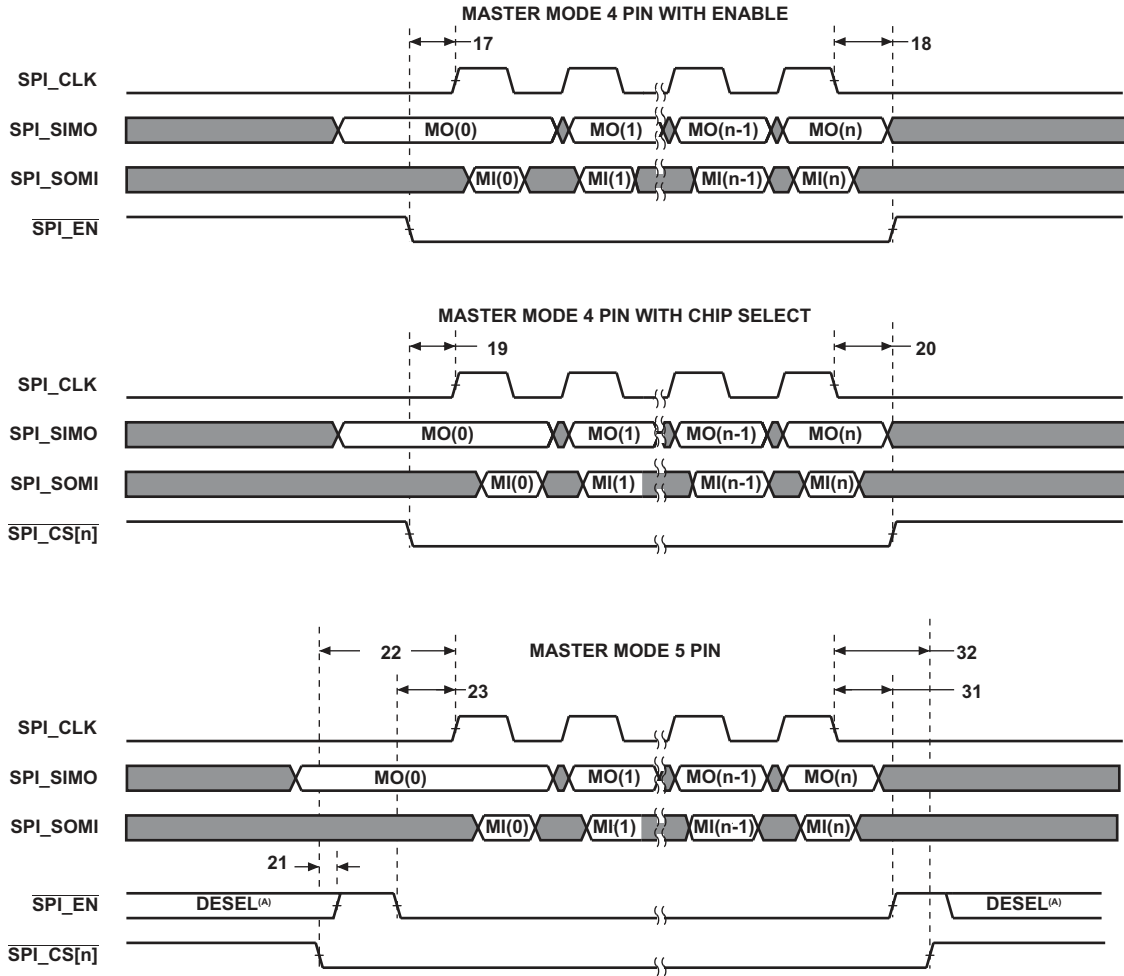 MASTER MODE 4 PIN WITH ENABLE
17
18
SPI_CLK
SPI_SIMO
MO(0)
MO(1)
MO(n-1)
MO(n)
SPI_SOMI
MI(0)
MI(1)
MI(n-1)
MI(n)
SPI_EN
MASTER MODE 4 PIN WITH CHIP SELECT
19
20
SPI_CLK
SPI_SIMO
MO(0)
MO(1)
MO(n-1)
MO(n)
SPI_SOMI
MI(0)
MI(1)
MI(n-1)
MI(n)
SPI_CS[n]
MASTER MODE 5 PIN
22
32
23
31
SPI_CLK
SPI_SIMO
MO(0)
MO(1)
MO(n-1)
MO(n)
SPI_SOMI
MI(0)
MI(1)
MI(n-1)
MI(n)
21
SPI_EN
DESEL(A)
DESEL(A)
SPI_CS[n]